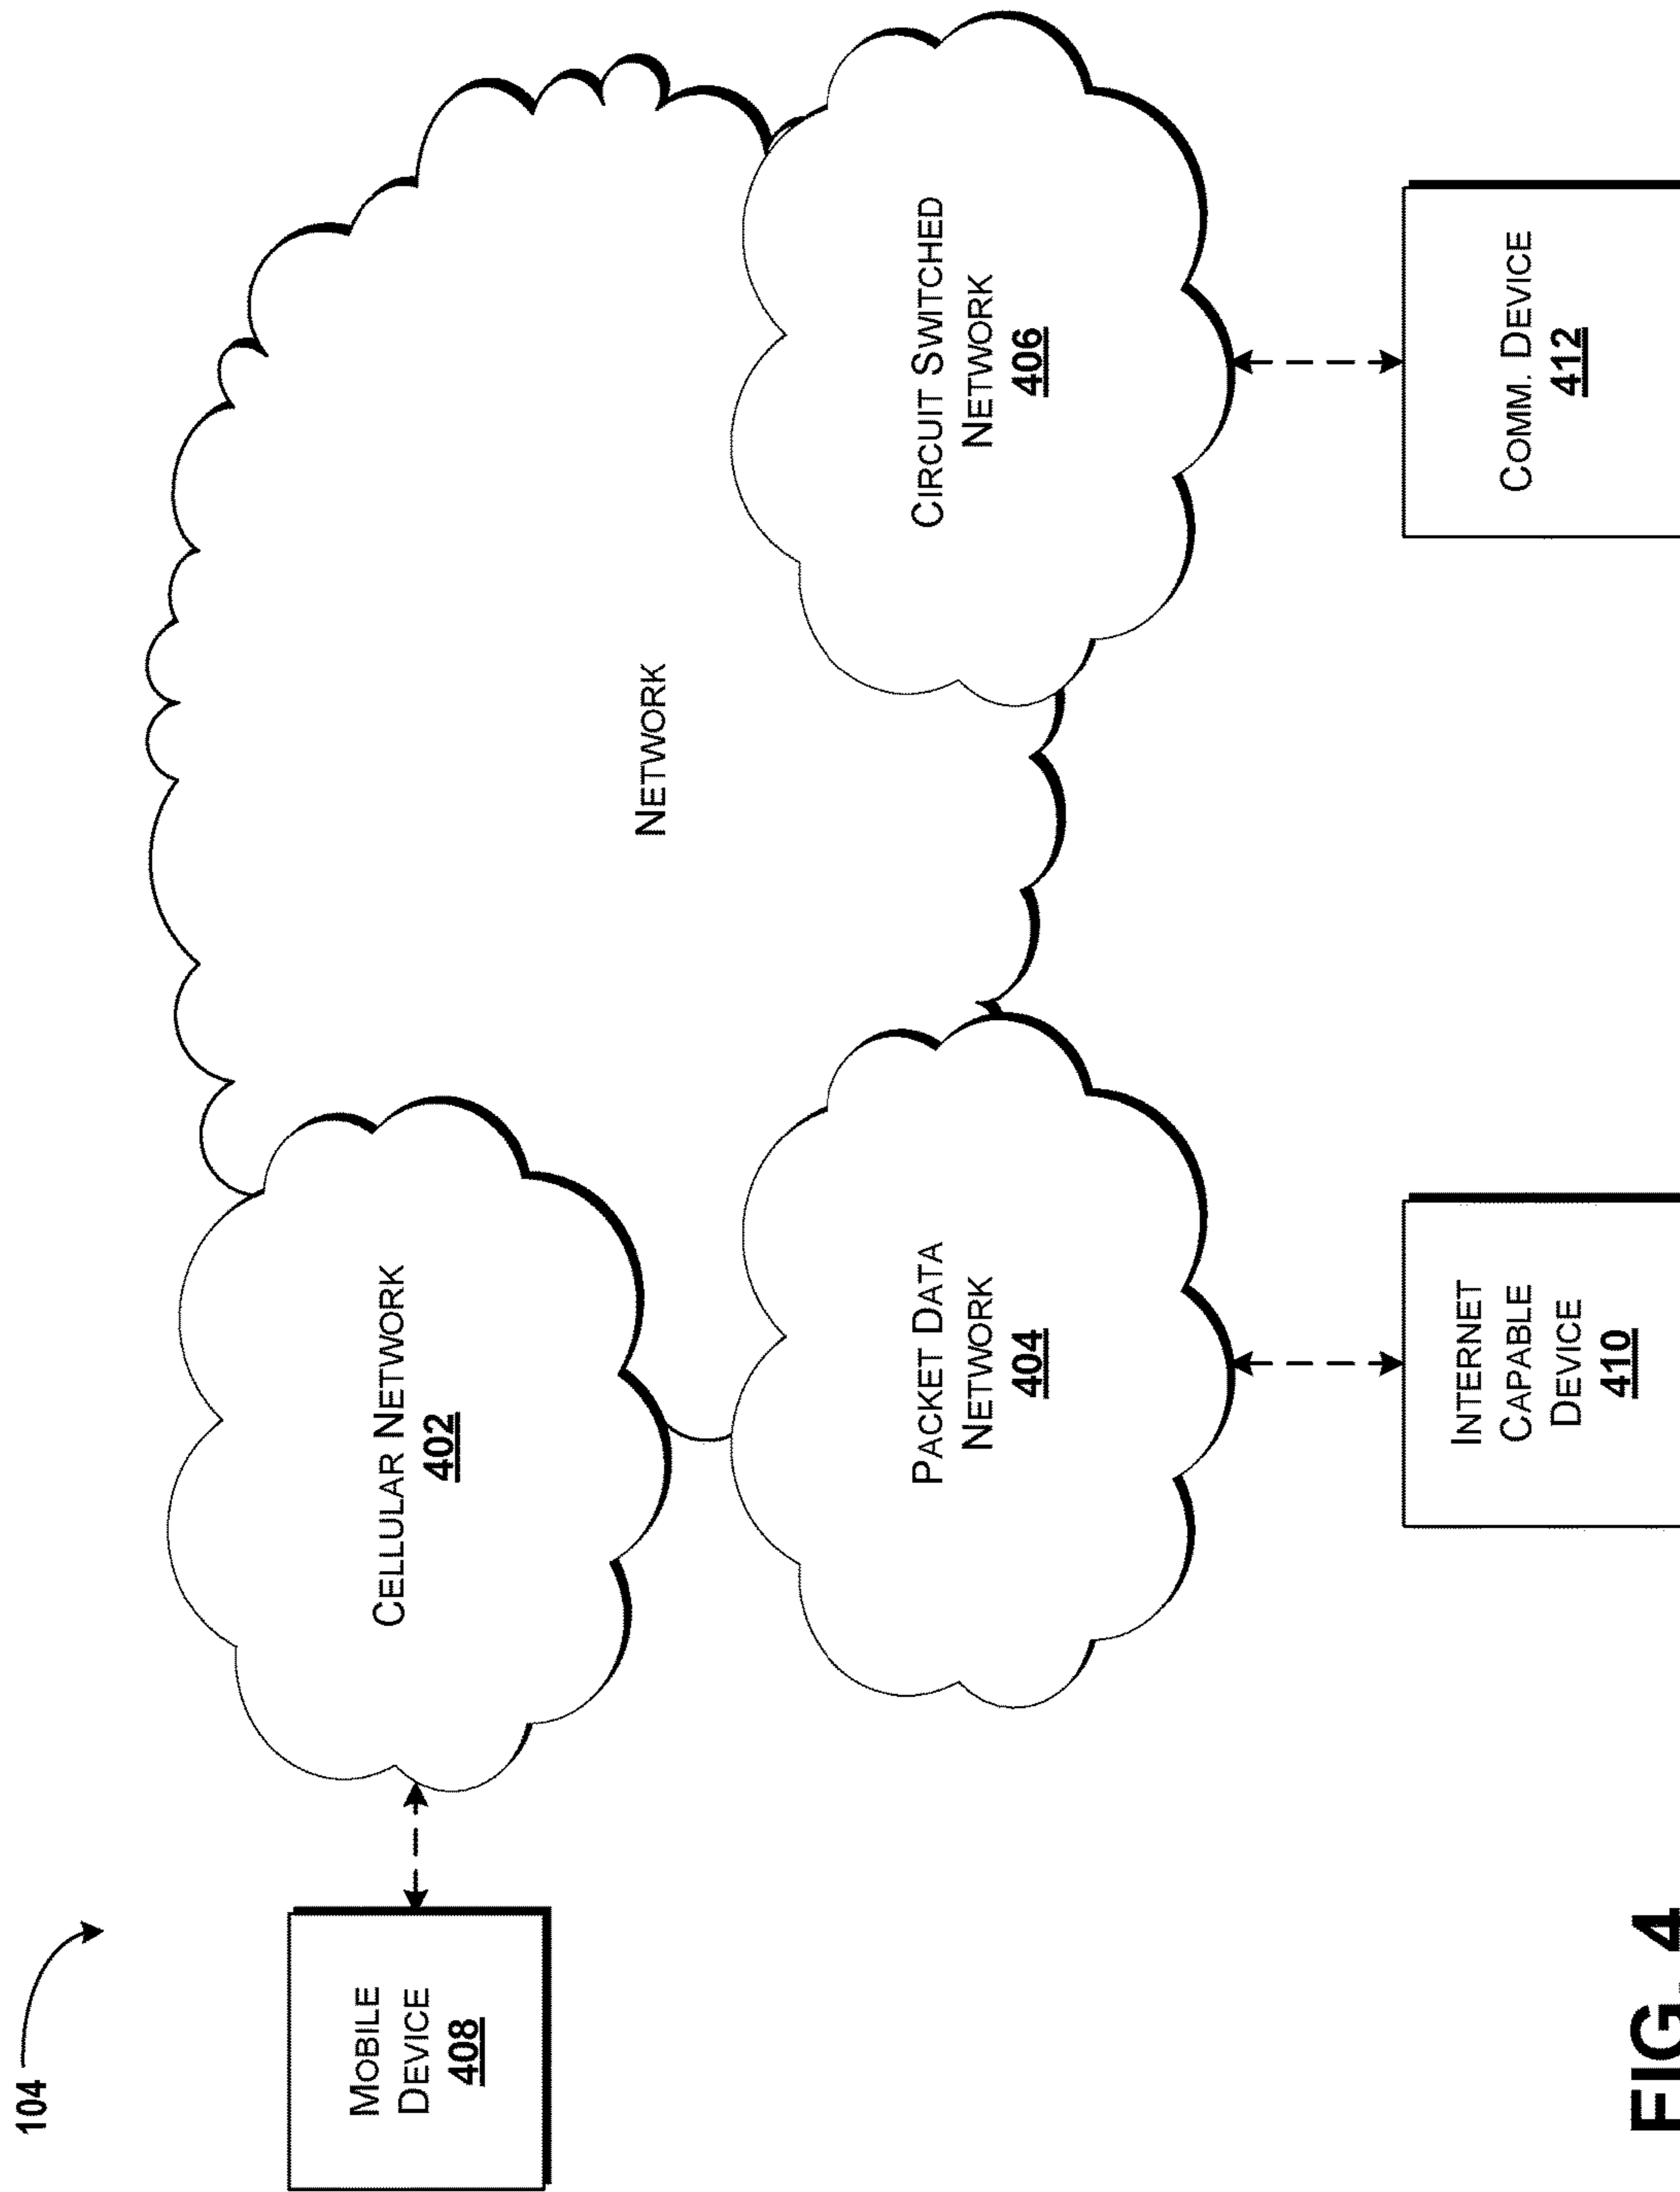 104
MOBILE
DEVICE
408
CELLULAR NETWORK
402
NETWORK
PACKET DATA
NETWORK
404
CIRCUIT SWITCHED
NETWORK
406
INTERNET
CAPABLE
DEVICE
410
COMM. DEVICE
412
FIG. 4